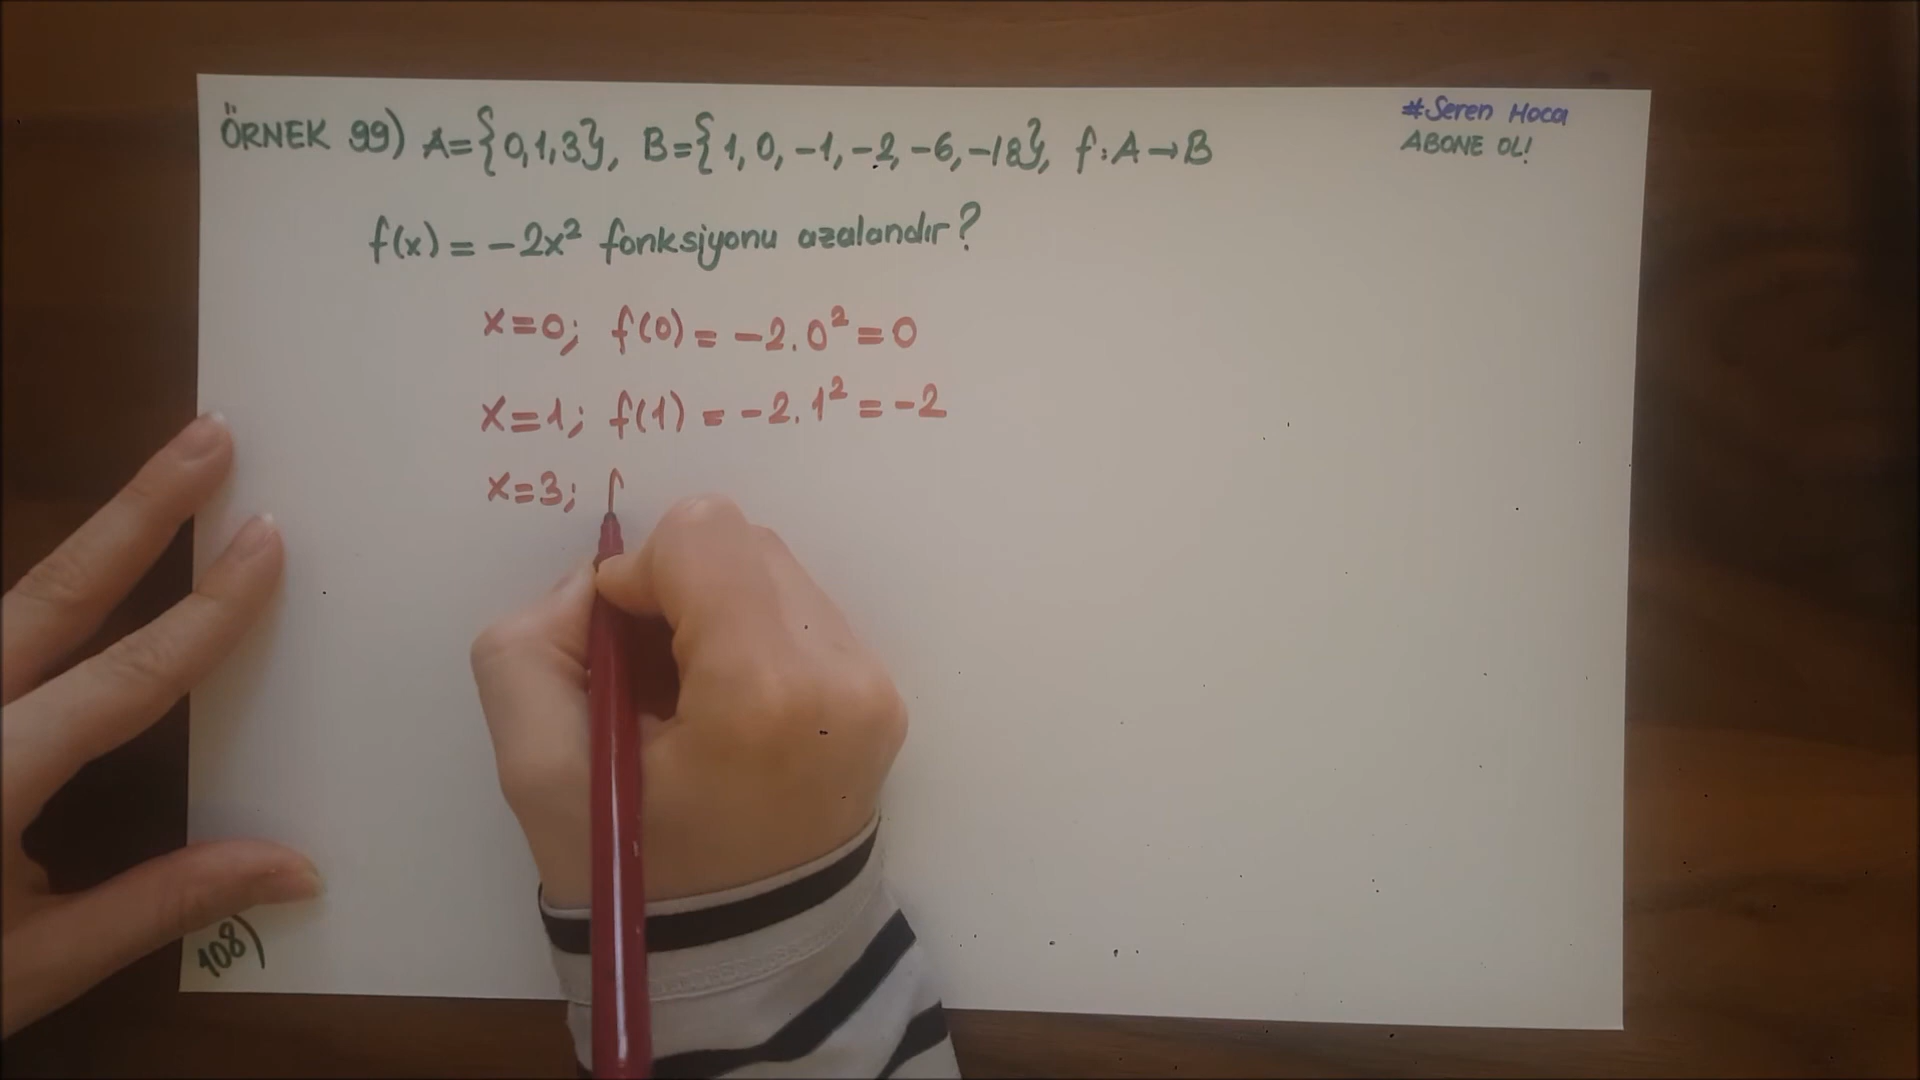 ÖRNEK 99) A={0,1,3}, B={1, 0, -1, -2, -6, -18}, f:A→B
#Seren Hoca
ABONE OL!
f(x) = -2x² fonksiyonu azalandır?
x=0; f(0) = -2.0² = 0
x=1; f(1) = -2.1² = -2
x=3; f
108)